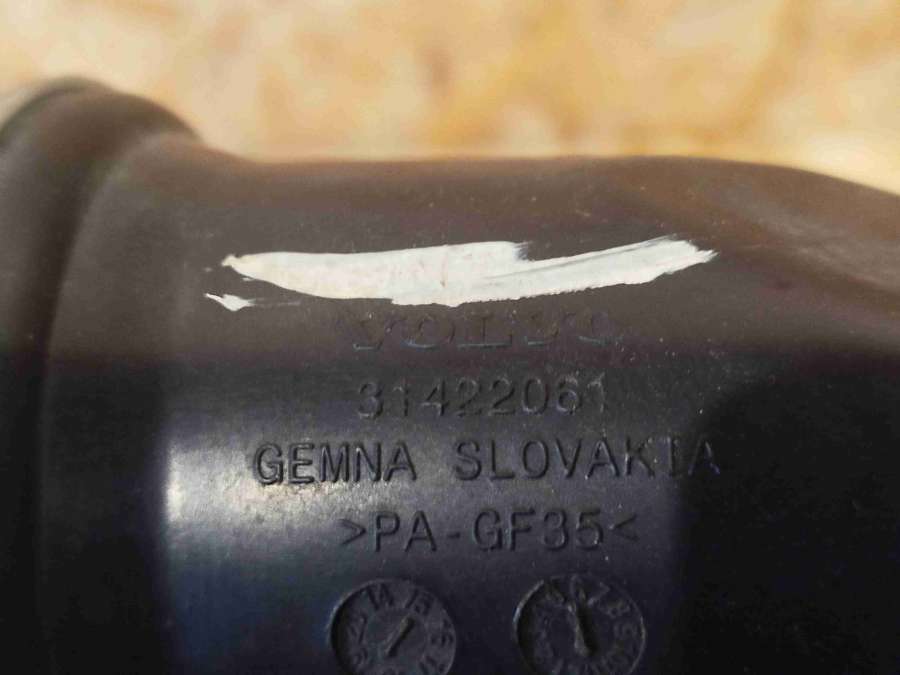 VOLVO
31422061
GEMNA SLOVAKIA
>PA-GF35<